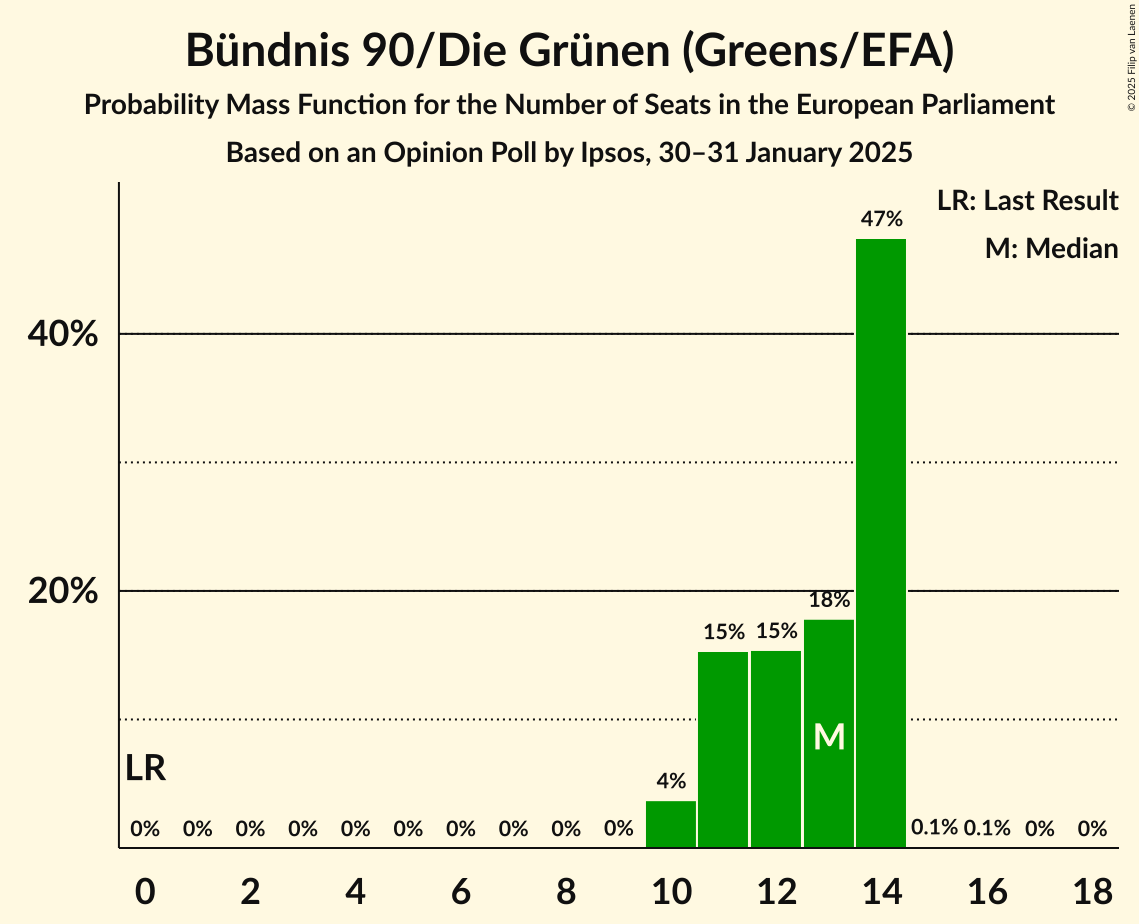 Bündnis 90/Die Grünen (Greens/EFA)
Probability Mass Function for the Number of Seats in the European Parliament
Based on an Opinion Poll by Ipsos, 30–31 January 2025
© 2025 Filip van Laenen
LR: Last Result
M: Median
47%
40%
20%
18%
15% 15%
M
LR
4%
0% 0% 0% 0% 0% 0% 0% 0% 0% 0% 0.1% 0.1% 0% 0%
0 2 4 6 8 10 12 14 16 18